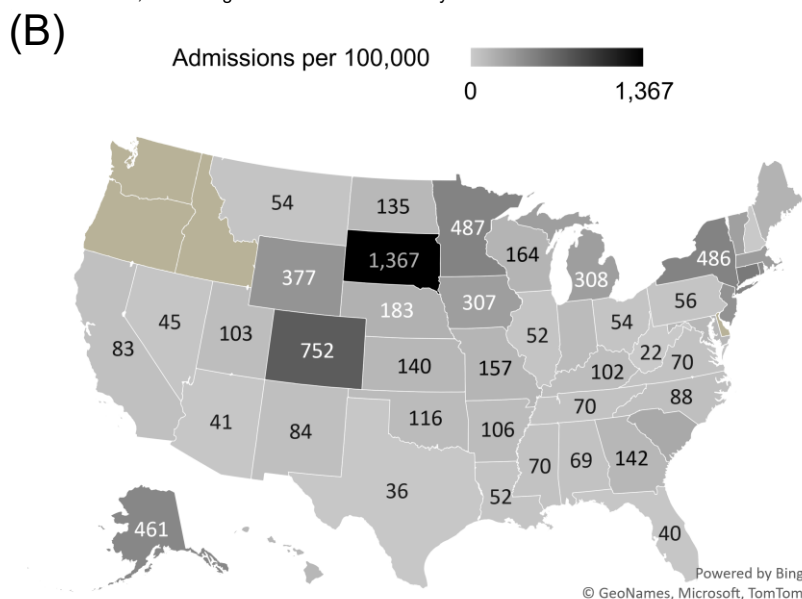 (B)
Admissions per 100,000
0 1,367
54 135 487
1,367 164 486
377 308
183 307 56
45 103 752 52 54
83 140 157 22 70
102
41 84 116 106 70 88
36 52 70 69 142
461 40
Powered by Bing
© GeoNames, Microsoft, TomTom